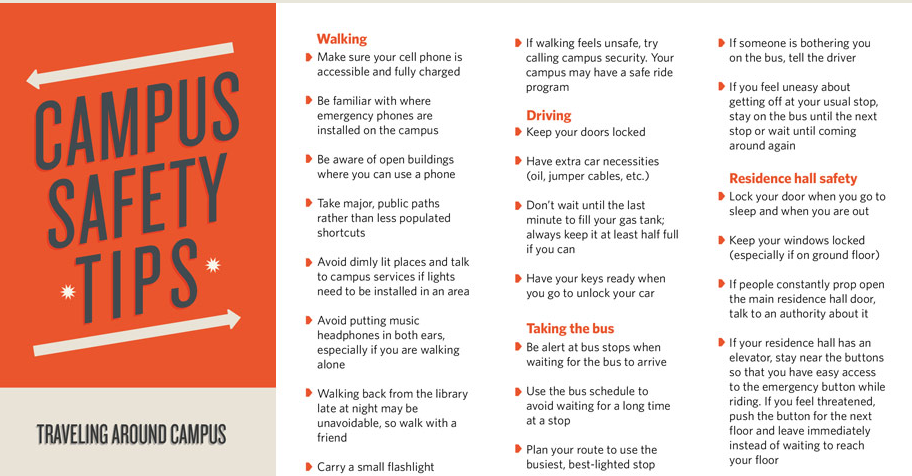 CAMPUS
SAFETY
TIPS
TRAVELING AROUND CAMPUS
Walking
Make sure your cell phone is
accessible and fully charged
Be familiar with where
emergency phones are
installed on the campus
Be aware of open buildings
where you can use a phone
Take major, public paths
rather than less populated
shortcuts
Avoid dimly lit places and talk
to campus services if lights
need to be installed in an area
Avoid putting music
headphones in both ears,
especially if you are walking
alone
Walking back from the library
late at night may be
unavoidable, so walk with a
friend
Carry a small flashlight
If walking feels unsafe, try
calling campus security. Your
campus may have a safe ride
program
Driving
Keep your doors locked
Have extra car necessities
(oil, jumper cables, etc.)
Don't wait until the last
minute to fill your gas tank;
always keep it at least half full
if you can
Have your keys ready when
you go to unlock your car
Taking the bus
Be alert at bus stops when
waiting for the bus to arrive
Use the bus schedule to
avoid waiting for a long time
at a stop
Plan your route to use the
busiest, best-lighted stop
If someone is bothering you
on the bus, tell the driver
If you feel uneasy about
getting off at your usual stop,
stay on the bus until the next
stop or wait until coming
around again
Residence hall safety
Lock your door when you go to
sleep and when you are out
Keep your windows locked
(especially if on ground floor)
If people constantly prop open
the main residence hall door,
talk to an authority about it
If your residence hall has an
elevator, stay near the buttons
so that you have easy access
to the emergency button while
riding. If you feel threatened,
push the button for the next
floor and leave immediately
instead of waiting to reach
your floor